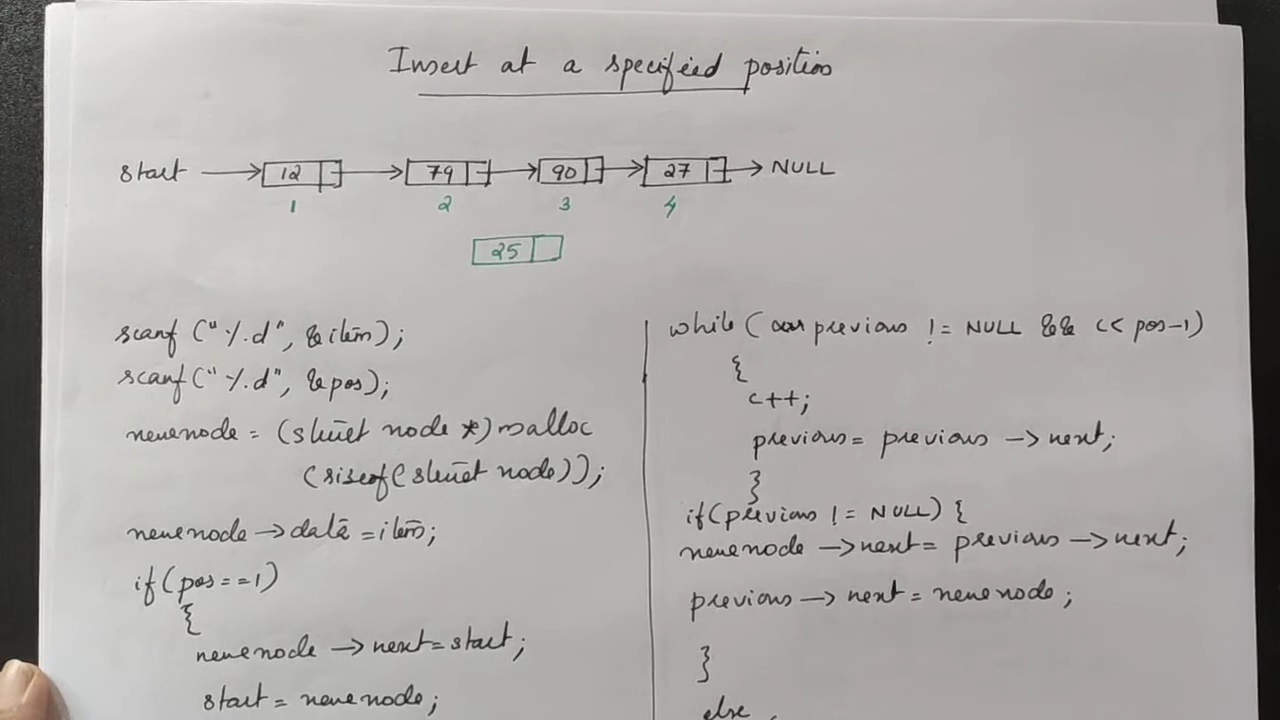 Insert at a specified position
start → 12 → 79 → 90 → 27 → NULL
1 2 3 4
25
scanf ("%d", &item);
scanf ("%d", &pos);
newnode = (struct node *) malloc
(sizeof(struct node));
newnode → data = item;
if (pos == 1)
{
newnode → next = start;
start = newnode;
while ( previous != NULL && c < pos-1)
{
c++;
previous = previous → next;
}
if (previous != NULL) {
newnode → next = previous → next;
previous → next = newnode;
}
else